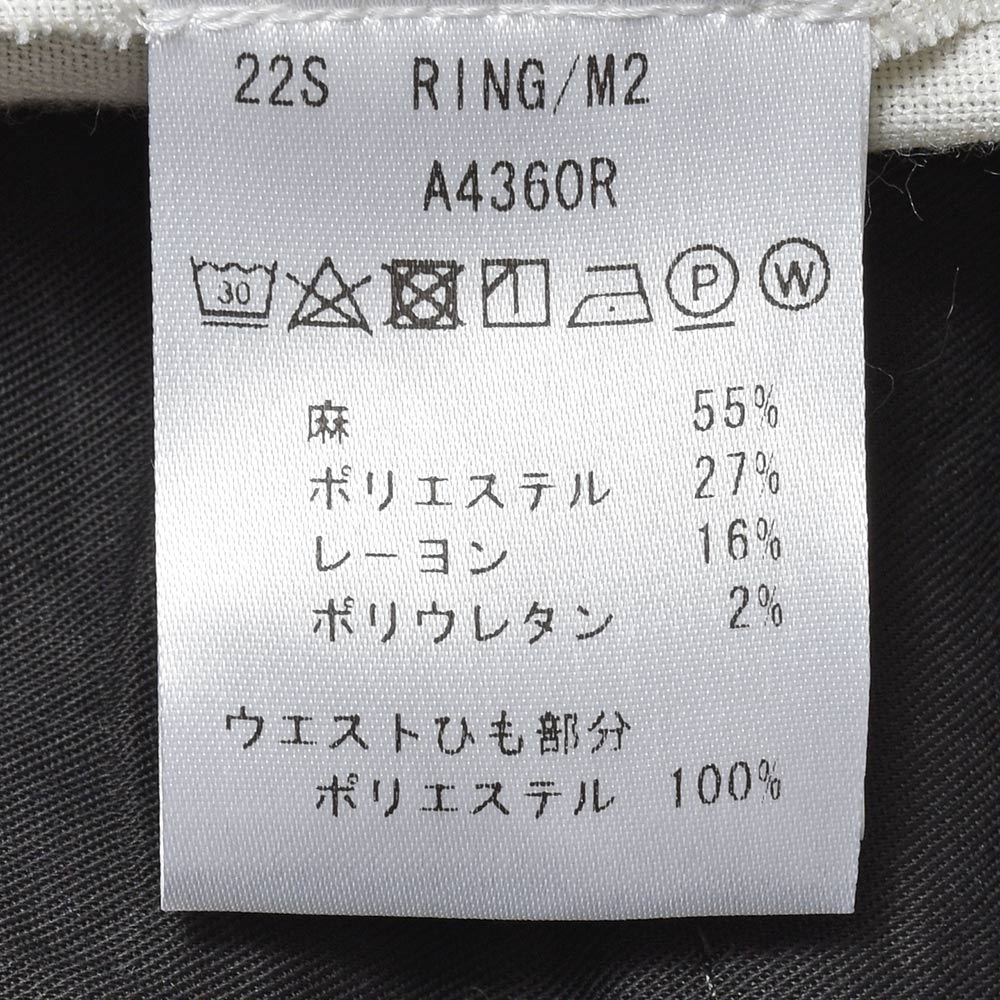 22S RING/M2
A4360R
30 P W
麻 55%
ポリエステル 27%
レーヨン 16%
ポリウレタン 2%
ウエストひも部分
ポリエステル 100%